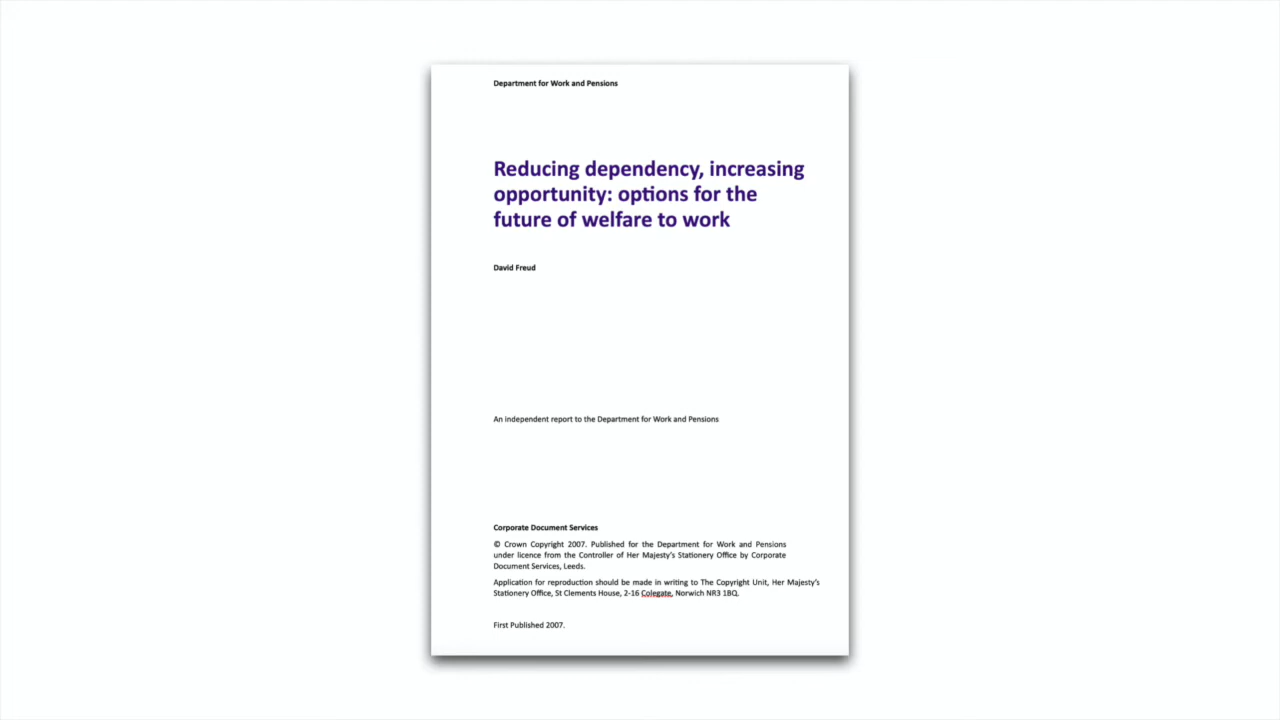 Department for Work and Pensions
Reducing dependency, increasing
opportunity: options for the
future of welfare to work
David Freud
An independent report to the Department for Work and Pensions
Corporate Document Services
© Crown Copyright 2007. Published for the Department for Work and Pensions
under licence from the Controller of Her Majesty's Stationery Office by Corporate
Document Services, Leeds.
Application for reproduction should be made in writing to The Copyright Unit, Her Majesty's
Stationery Office, St Clements House, 2-16 Colegate, Norwich NR3 1BQ.
First Published 2007.